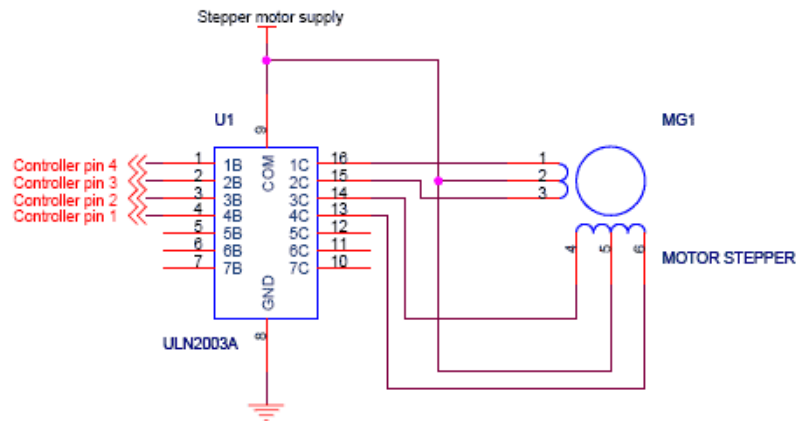 Stepper motor supply
U1
MG1
9
COM
Controller pin 4 1 1B 1C 16 1
Controller pin 3 2 2B 2C 15 2
Controller pin 2 3 3B 3C 14 3
Controller pin 1 4 4B 4C 13
5 5B 5C 12
6 6B 6C 11
7 7B 7C 10
4 5 6
MOTOR STEPPER
GND
8
ULN2003A